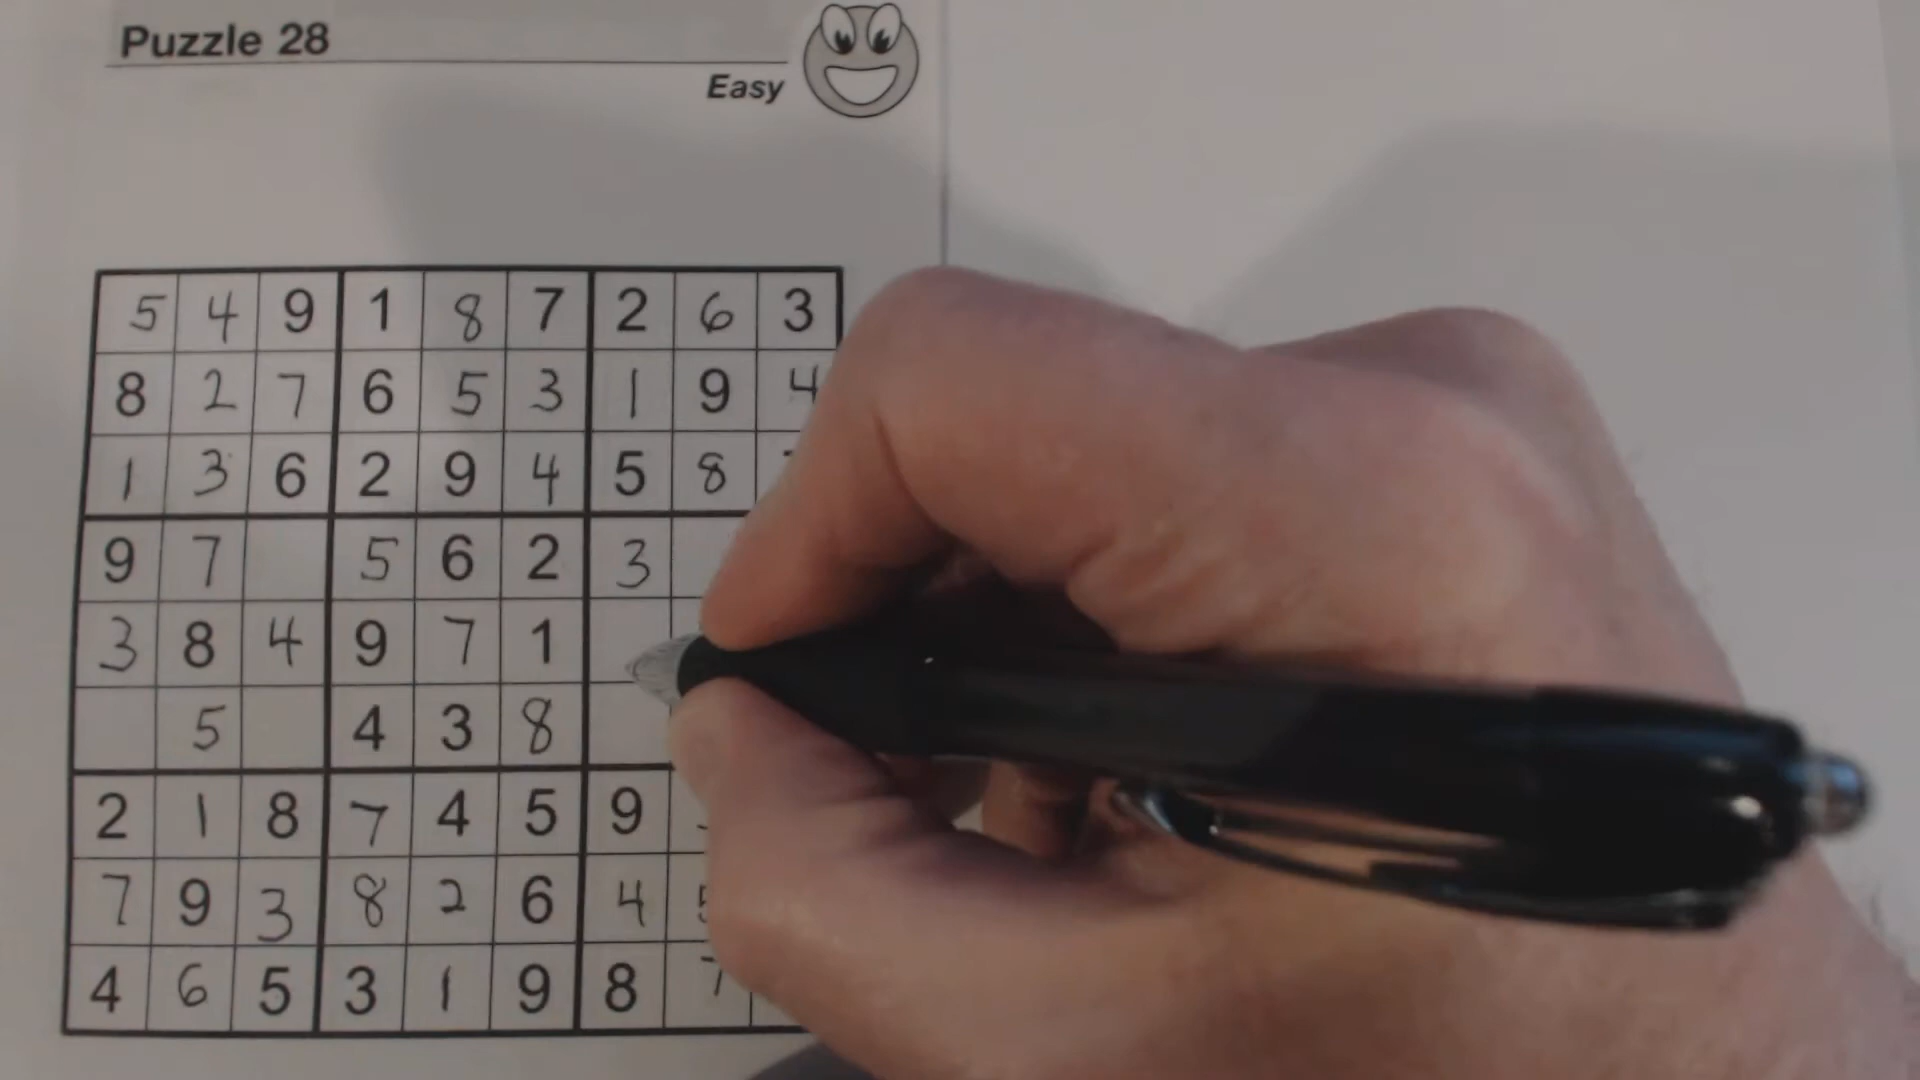 Puzzle 28
Easy
5 4 9 1 8 7 2 6 3
8 2 7 6 5 3 1 9 4
1 3 6 2 9 4 5 8
9 7 5 6 2 3
3 8 4 9 7 1
5 4 3 8
2 1 8 7 4 5 9
7 9 3 8 2 6 4
4 6 5 3 1 9 8 7